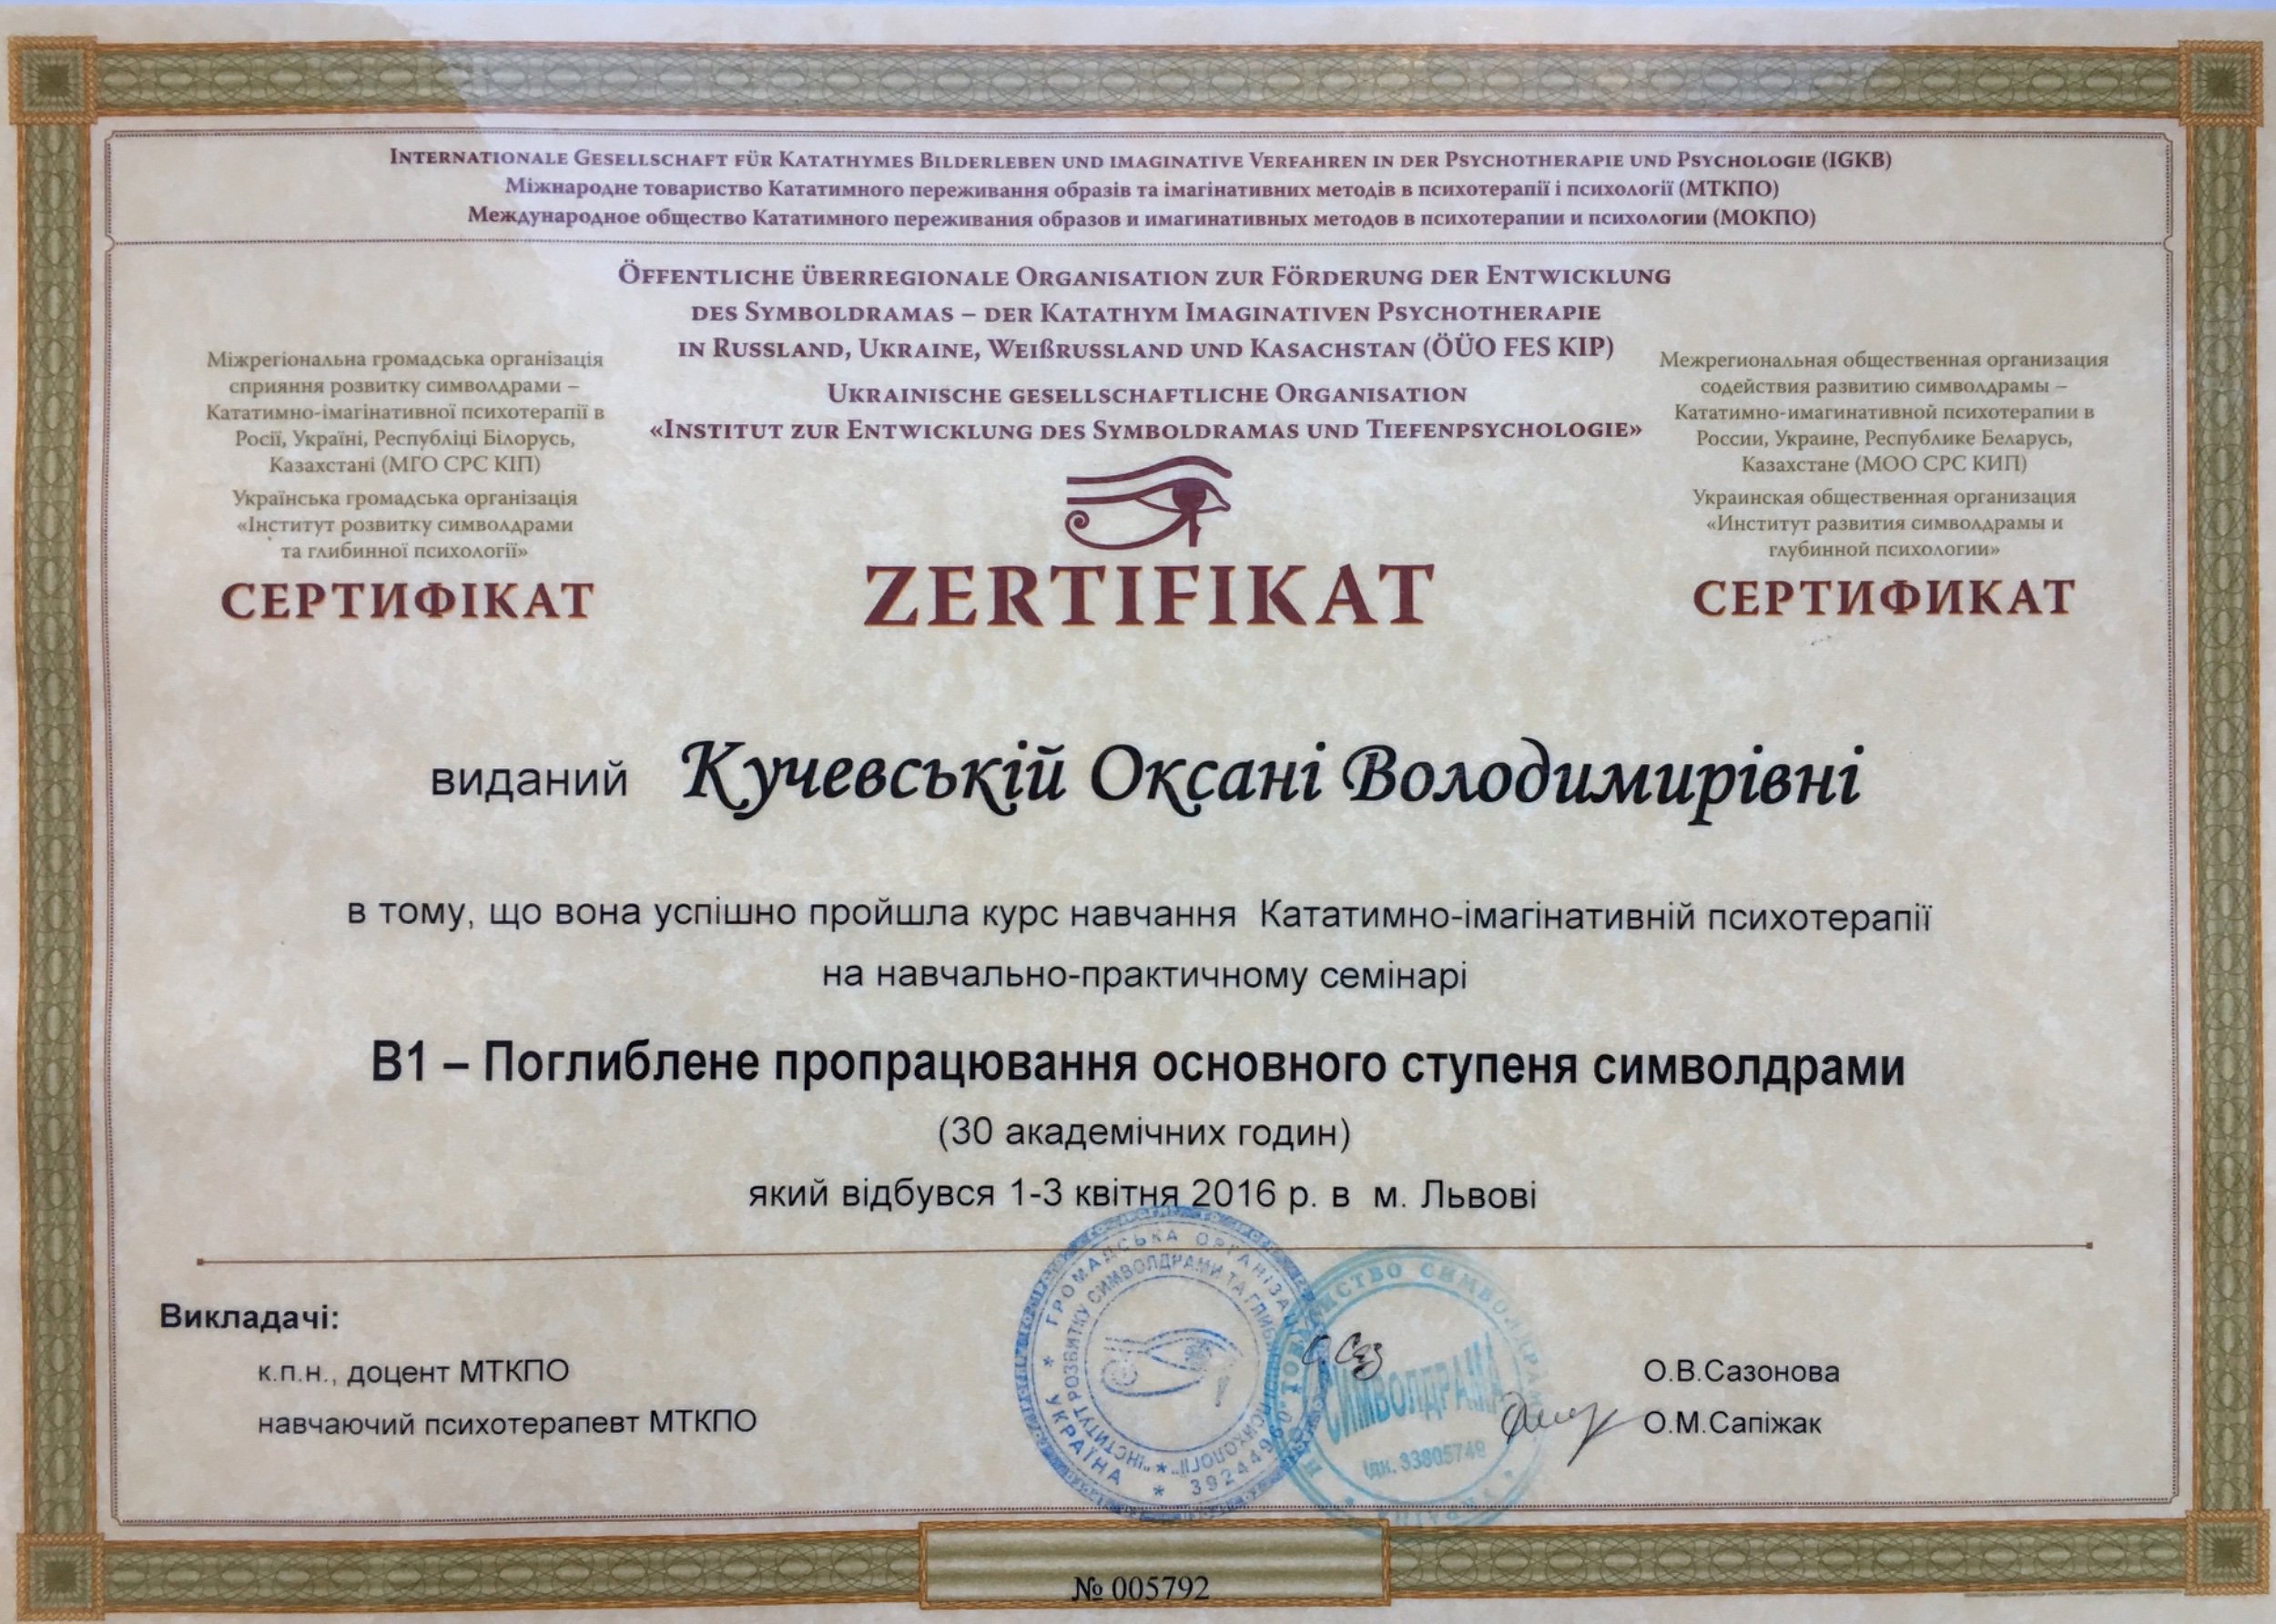 Internationale Gesellschaft für Katathymes Bilderleben und imaginative Verfahren in der Psychotherapie und Psychologie (IGKB)
Міжнародне товариство Кататимного переживання образів та імагінативних методів в психотерапії і психології (МТКПО)
Международное общество Кататимного переживания образов и имагинативных методов в психотерапии и психологии (МОКПО)
Öffentliche überregionale Organisation zur Förderung der Entwicklung
des Symboldramas – der Katathym Imaginativen Psychotherapie
in Russland, Ukraine, Weißrussland und Kasachstan (ÖÜO FES KIP)
Ukrainische gesellschaftliche Organisation
«Institut zur Entwicklung des Symboldramas und Tiefenpsychologie»
Міжрегіональна громадська організація
сприяння розвитку символдрами –
Кататимно-імагінативної психотерапії в
Росії, Україні, Республіці Білорусь,
Казахстані (МГО СРС КІП)
Українська громадська організація
«Інститут розвитку символдрами
та глибинної психології»
СЕРТИФІКАТ
ZERTIFIKAT
Межрегиональная общественная организация
содействия развитию символдрамы –
Кататимно-имагинативной психотерапии в
России, Украине, Республике Беларусь,
Казахстане (МОО СРС КИП)
Украинская общественная организация
«Институт развития символдрамы и
глубинной психологии»
СЕРТИФИКАТ
виданий Кучевській Оксані Володимирівні
в тому, що вона успішно пройшла курс навчання Кататимно-імагінативній психотерапії
на навчально-практичному семінарі
В1 – Поглиблене пропрацювання основного ступеня символдрами
(30 академічних годин)
який відбувся 1-3 квітня 2016 р. в м. Львові
Викладачі:
к.п.н., доцент МТКПО
О.В.Сазонова
навчаючий психотерапевт МТКПО
О.М.Сапіжак
ГРОМАДСЬКА ОРГАНІЗАЦІЯ
УКРАЇНА
СИМВОЛДРАМА
Ідк. 33805748
№ 005792